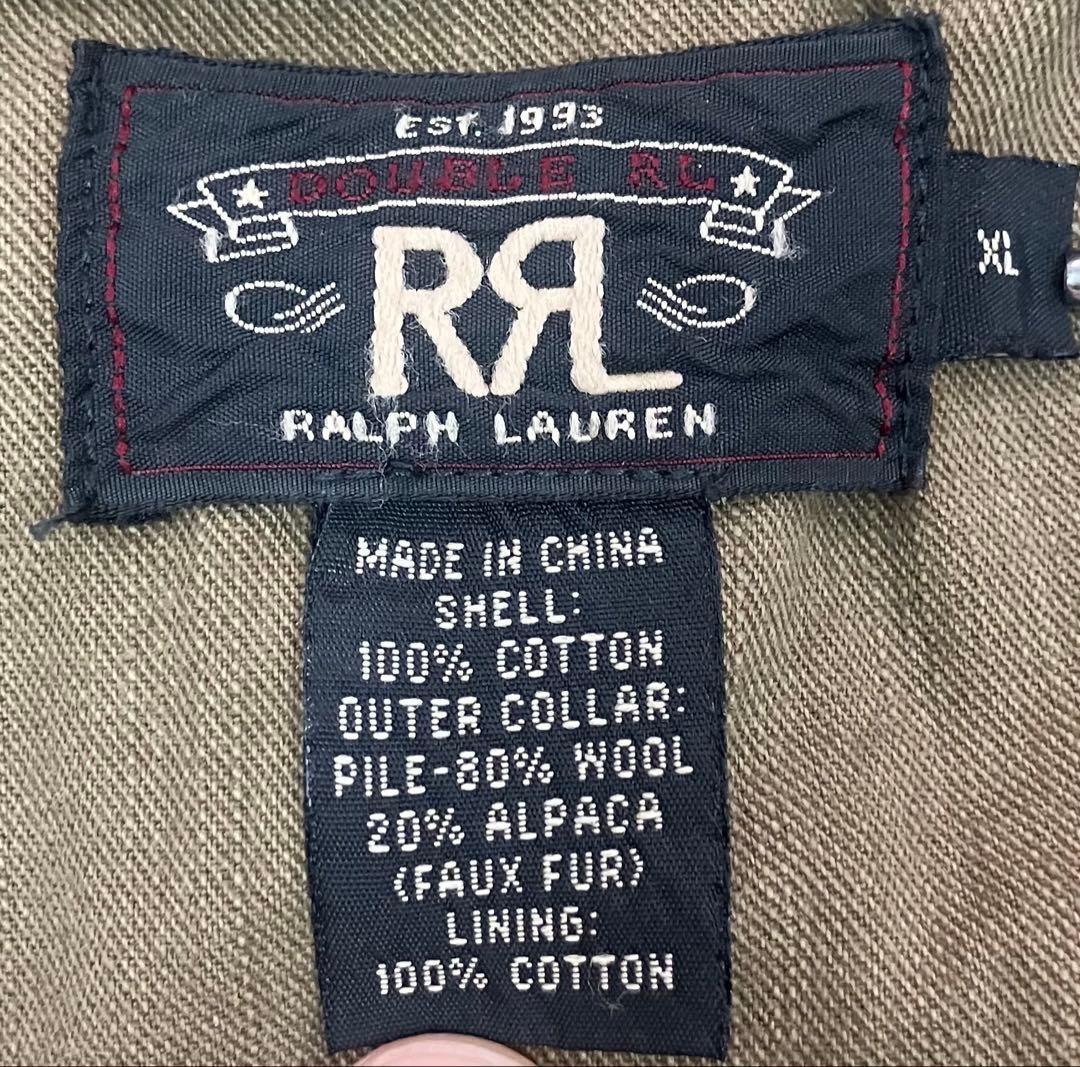 EST. 1993
DOUBLE RL
RRL
RALPH LAUREN
XL
MADE IN CHINA
SHELL:
100% COTTON
OUTER COLLAR:
PILE-80% WOOL
20% ALPACA
(FAUX FUR)
LINING:
100% COTTON